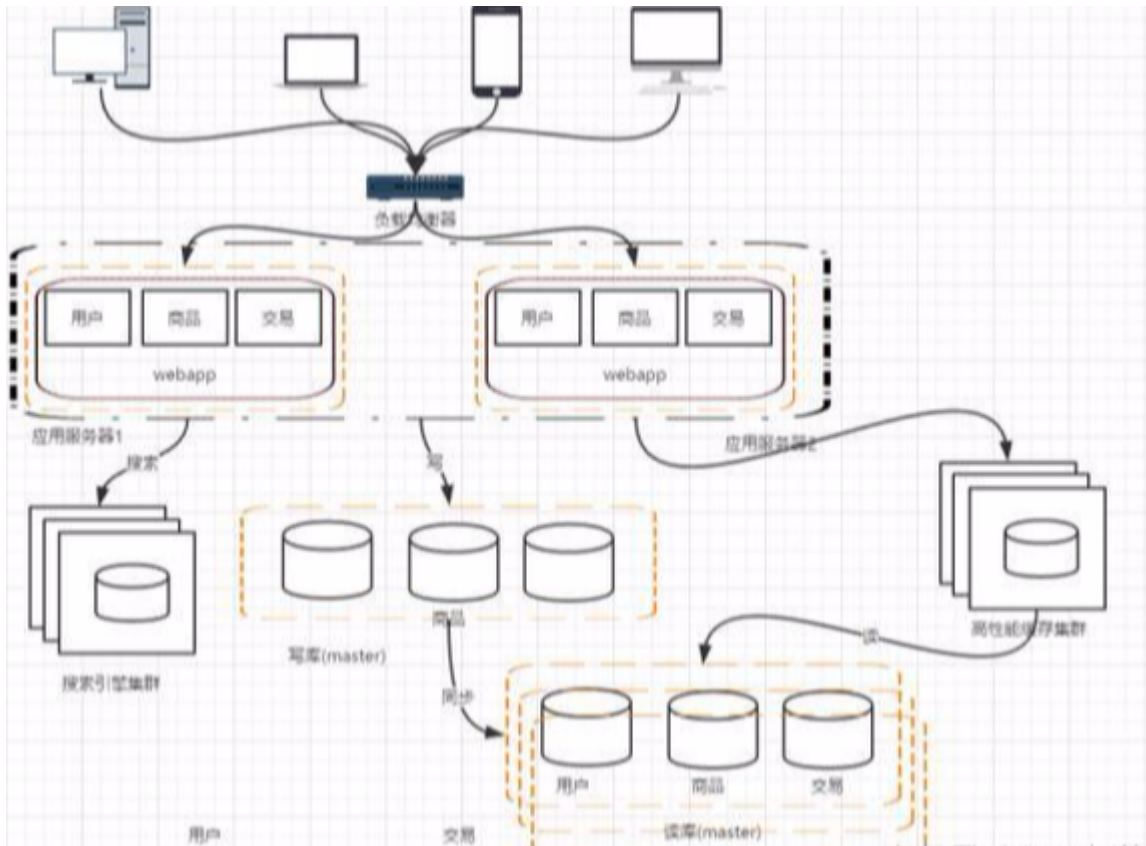 负载均衡器
用户 商品 交易
webapp
用户 商品 交易
webapp
应用服务器1
应用服务器2
搜索
写
商品
写库(master)
高性能缓存集群
读
搜索引擎集群
同步
用户 商品 交易
读库(master)
用户
交易